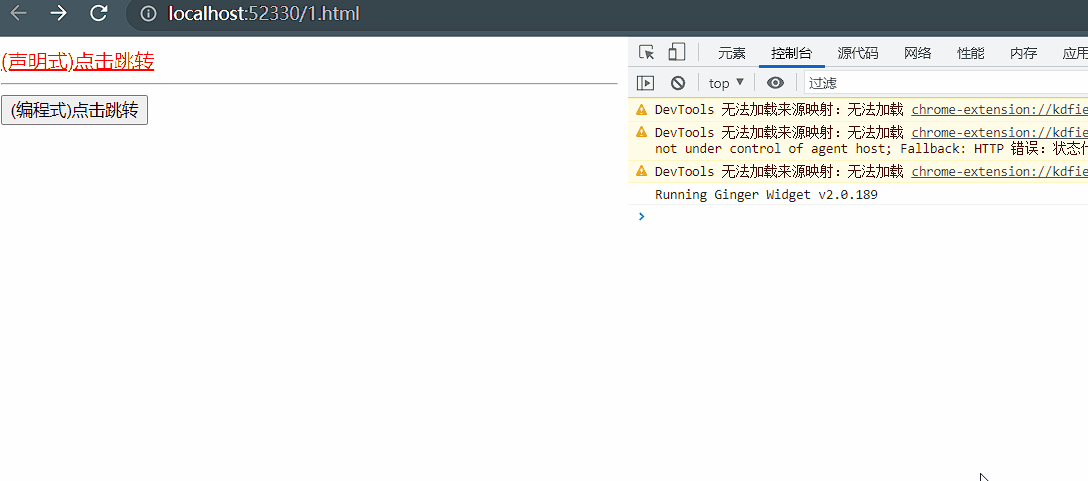 localhost:52330/1.html
(声明式)点击跳转
(编程式)点击跳转
元素 控制台 源代码 网络 性能 内存 应用
top 过滤
DevTools 无法加载来源映射：无法加载 chrome-extension://kdfie
DevTools 无法加载来源映射：无法加载 chrome-extension://kdfie
not under control of agent host; Fallback: HTTP 错误：状态
DevTools 无法加载来源映射：无法加载 chrome-extension://kdfie
Running Ginger Widget v2.0.189